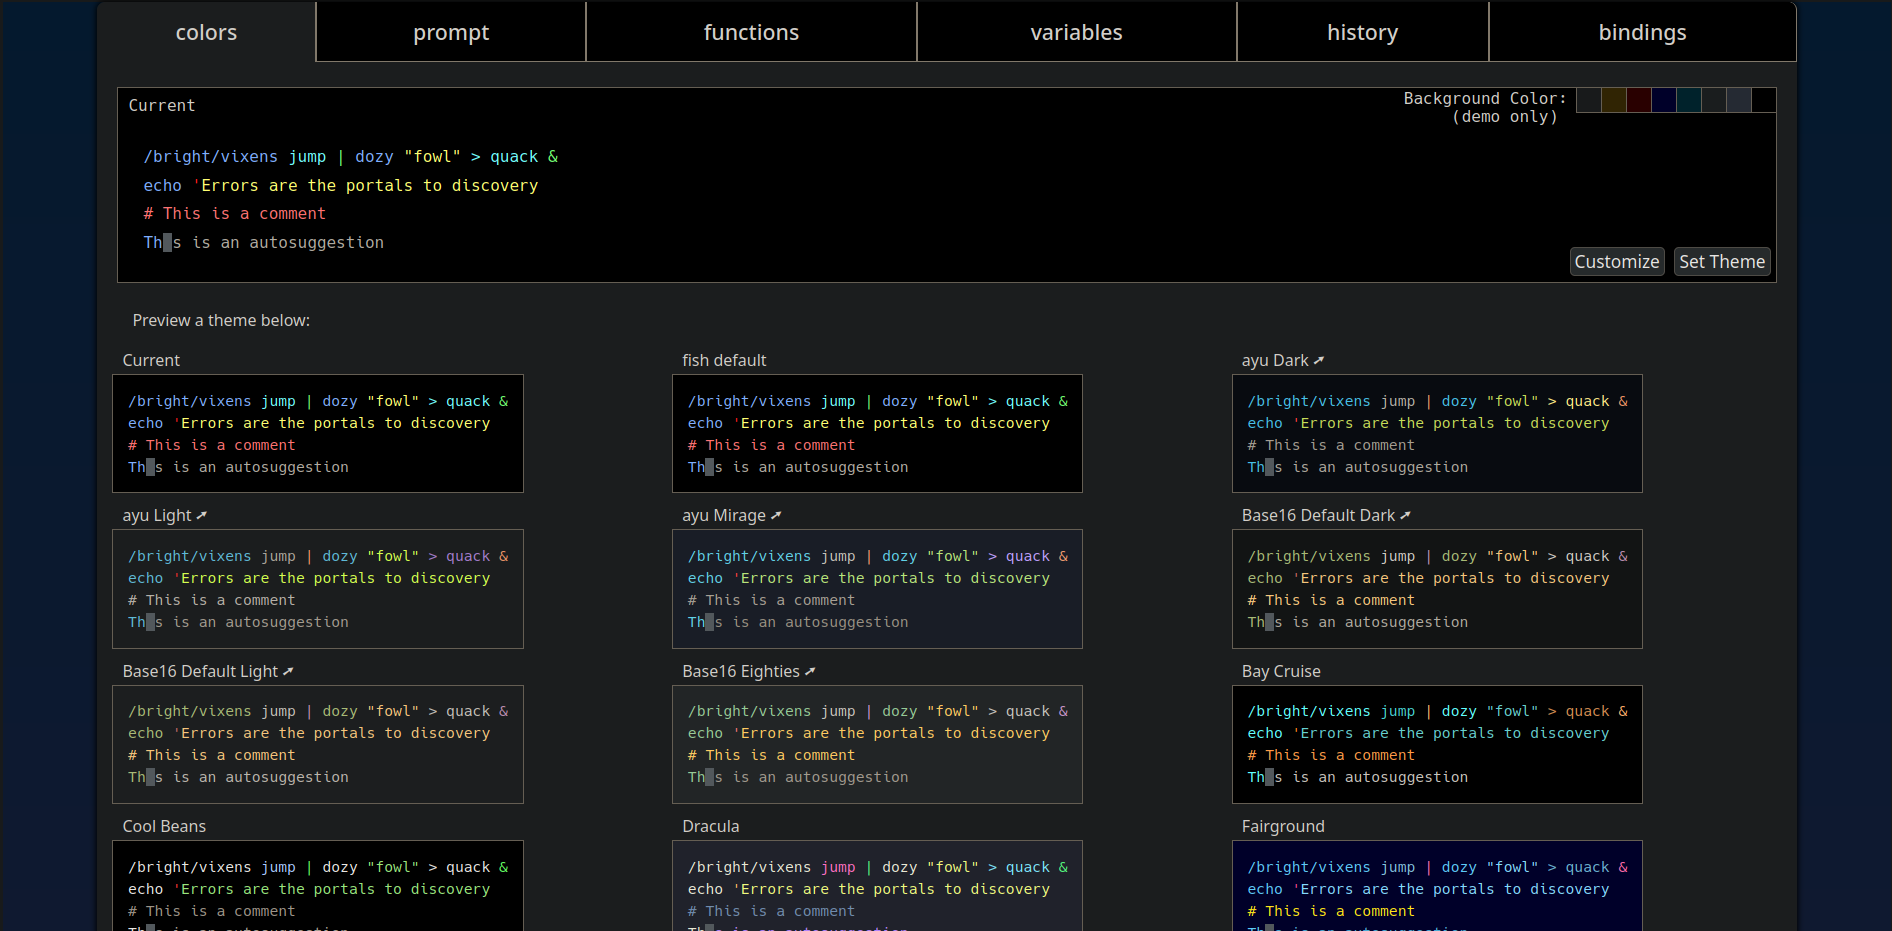 colors prompt functions variables history bindings
Current
Background Color:
(demo only)
/bright/vixens jump | dozy "fowl" > quack &
echo 'Errors are the portals to discovery
# This is a comment
Th s is an autosuggestion
Customize Set Theme
Preview a theme below:
Current
/bright/vixens jump | dozy "fowl" > quack &
echo 'Errors are the portals to discovery
# This is a comment
Th s is an autosuggestion
fish default
/bright/vixens jump | dozy "fowl" > quack &
echo 'Errors are the portals to discovery
# This is a comment
Th s is an autosuggestion
ayu Dark ➚
/bright/vixens jump | dozy "fowl" > quack &
echo 'Errors are the portals to discovery
# This is a comment
Th s is an autosuggestion
ayu Light ➚
/bright/vixens jump | dozy "fowl" > quack &
echo 'Errors are the portals to discovery
# This is a comment
Th s is an autosuggestion
ayu Mirage ➚
/bright/vixens jump | dozy "fowl" > quack &
echo 'Errors are the portals to discovery
# This is a comment
Th s is an autosuggestion
Base16 Default Dark ➚
/bright/vixens jump | dozy "fowl" > quack &
echo 'Errors are the portals to discovery
# This is a comment
Th s is an autosuggestion
Base16 Default Light ➚
/bright/vixens jump | dozy "fowl" > quack &
echo 'Errors are the portals to discovery
# This is a comment
Th s is an autosuggestion
Base16 Eighties ➚
/bright/vixens jump | dozy "fowl" > quack &
echo 'Errors are the portals to discovery
# This is a comment
Th s is an autosuggestion
Bay Cruise
/bright/vixens jump | dozy "fowl" > quack &
echo 'Errors are the portals to discovery
# This is a comment
Th s is an autosuggestion
Cool Beans
/bright/vixens jump | dozy "fowl" > quack &
echo 'Errors are the portals to discovery
# This is a comment
Dracula
/bright/vixens jump | dozy "fowl" > quack &
echo 'Errors are the portals to discovery
# This is a comment
Fairground
/bright/vixens jump | dozy "fowl" > quack &
echo 'Errors are the portals to discovery
# This is a comment